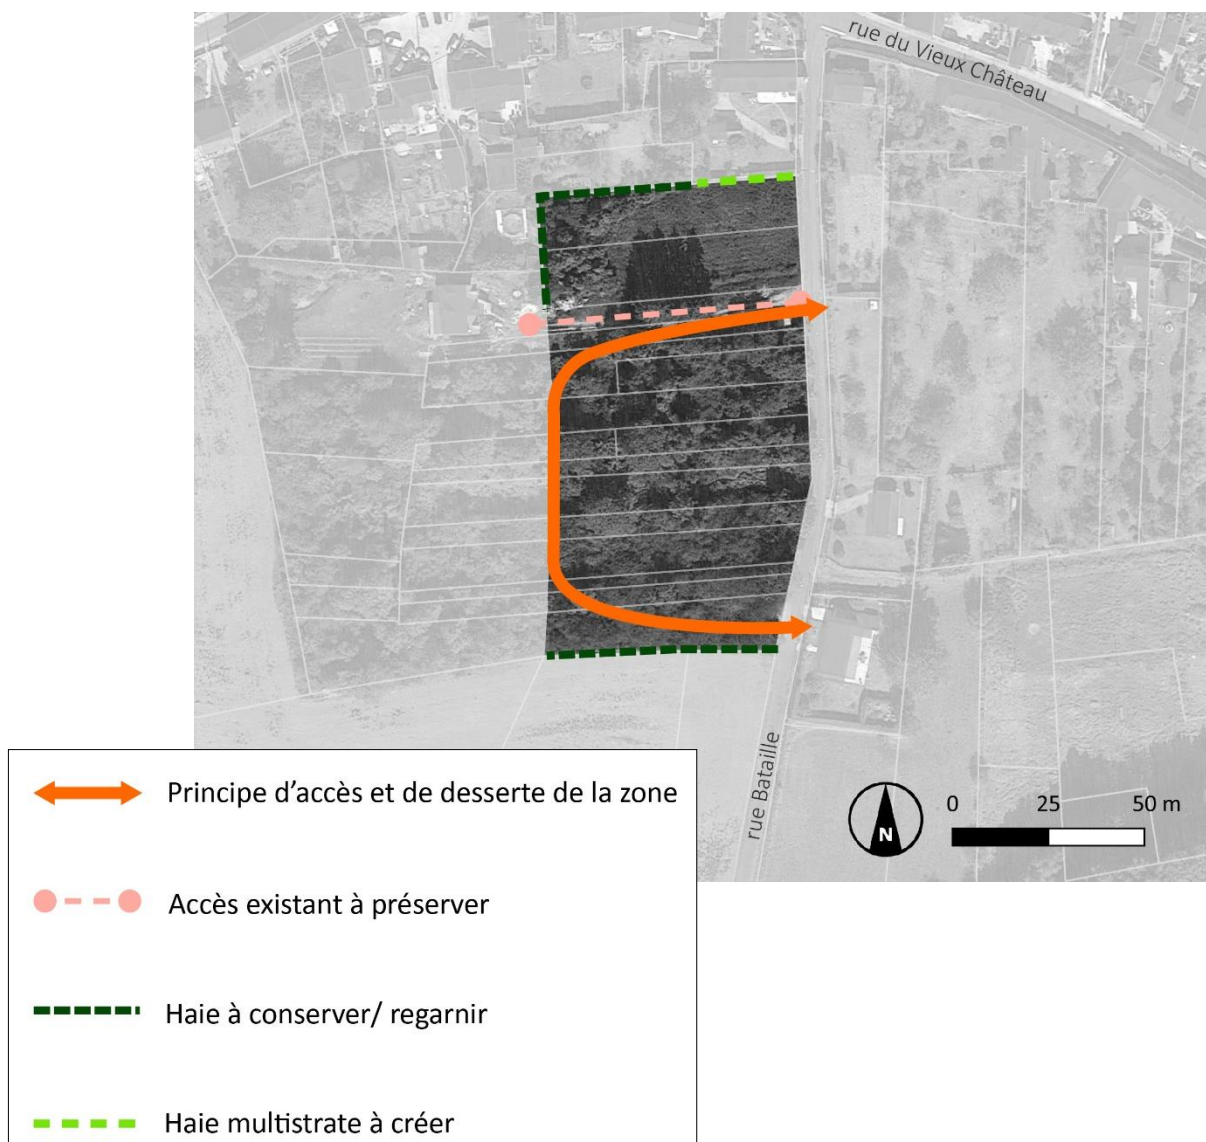 rue du Vieux Château
rue Bataille
N
0 25 50 m
Principe d’accès et de desserte de la zone
Accès existant à préserver
Haie à conserver/ regarnir
Haie multistrate à créer